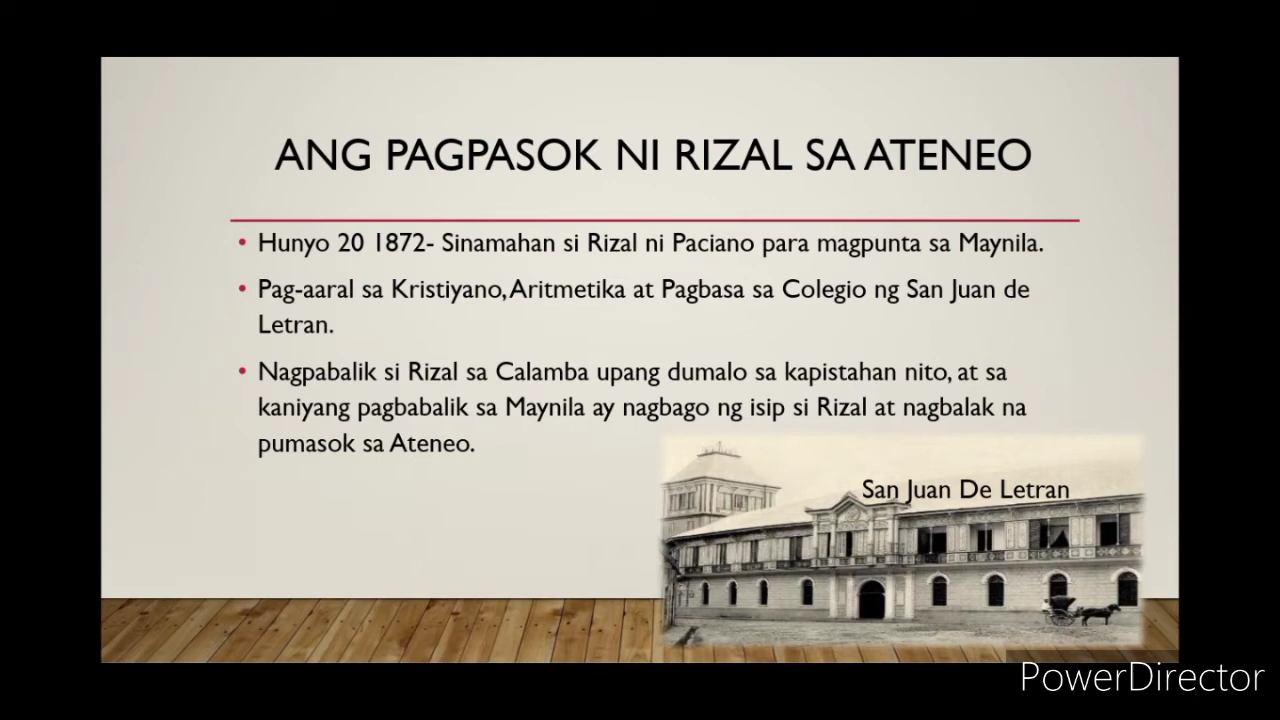 ANG PAGPASOK NI RIZAL SA ATENEO
• Hunyo 20 1872- Sinamahan si Rizal ni Paciano para magpunta sa Maynila.
• Pag-aaral sa Kristiyano, Aritmetika at Pagbasa sa Colegio ng San Juan de
Letran.
• Nagpabalik si Rizal sa Calamba upang dumalo sa kapistahan nito, at sa
kaniyang pagbabalik sa Maynila ay nagbago ng isip si Rizal at nagbalak na
pumasok sa Ateneo.
San Juan De Letran
PowerDirector